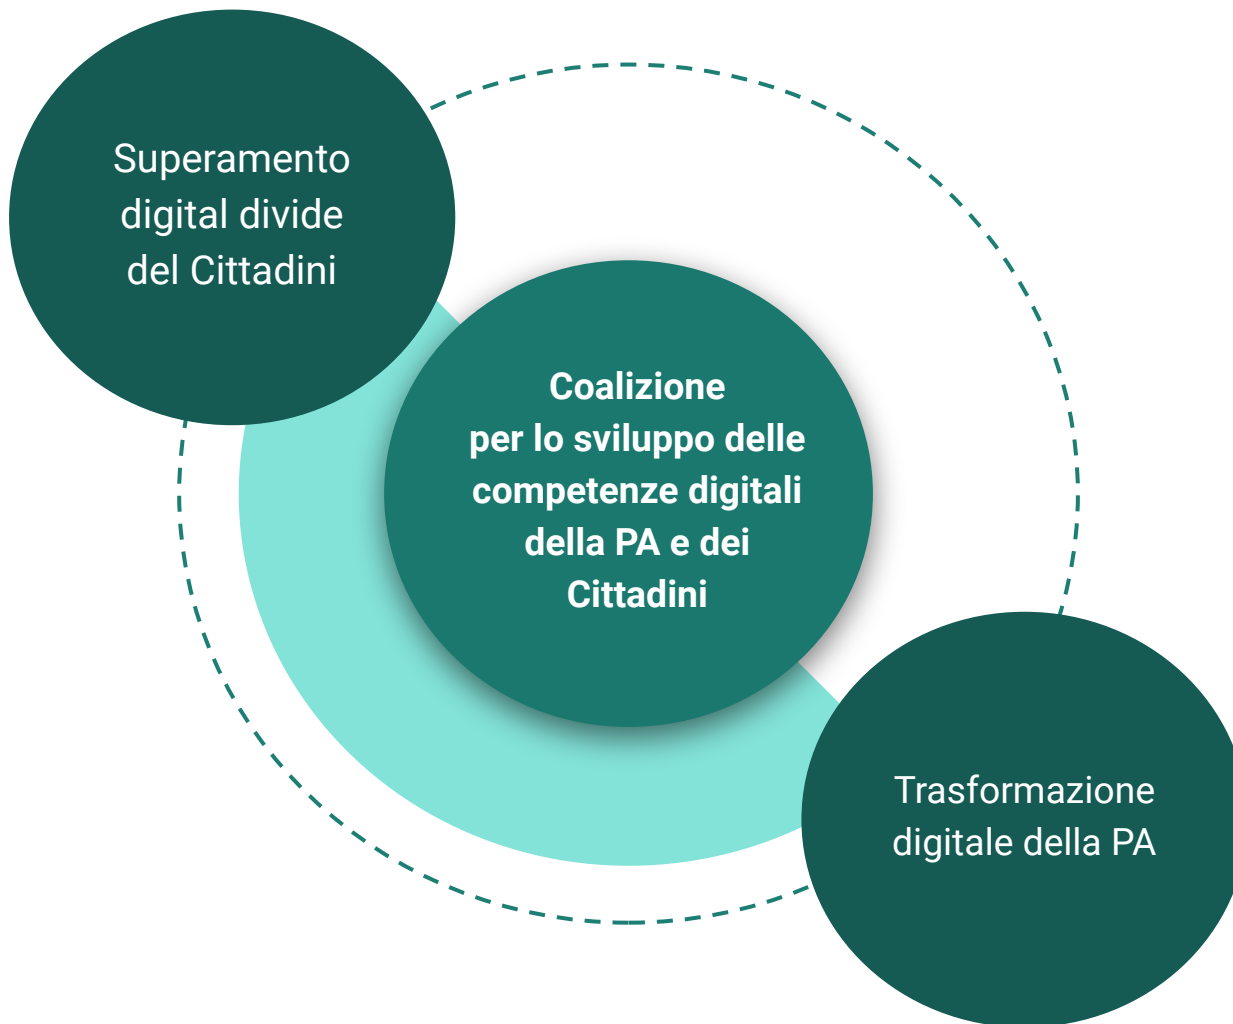 Superamento
digital divide
del Cittadini
Coalizione
per lo sviluppo delle
competenze digitali
della PA e dei
Cittadini
Trasformazione
digitale della PA